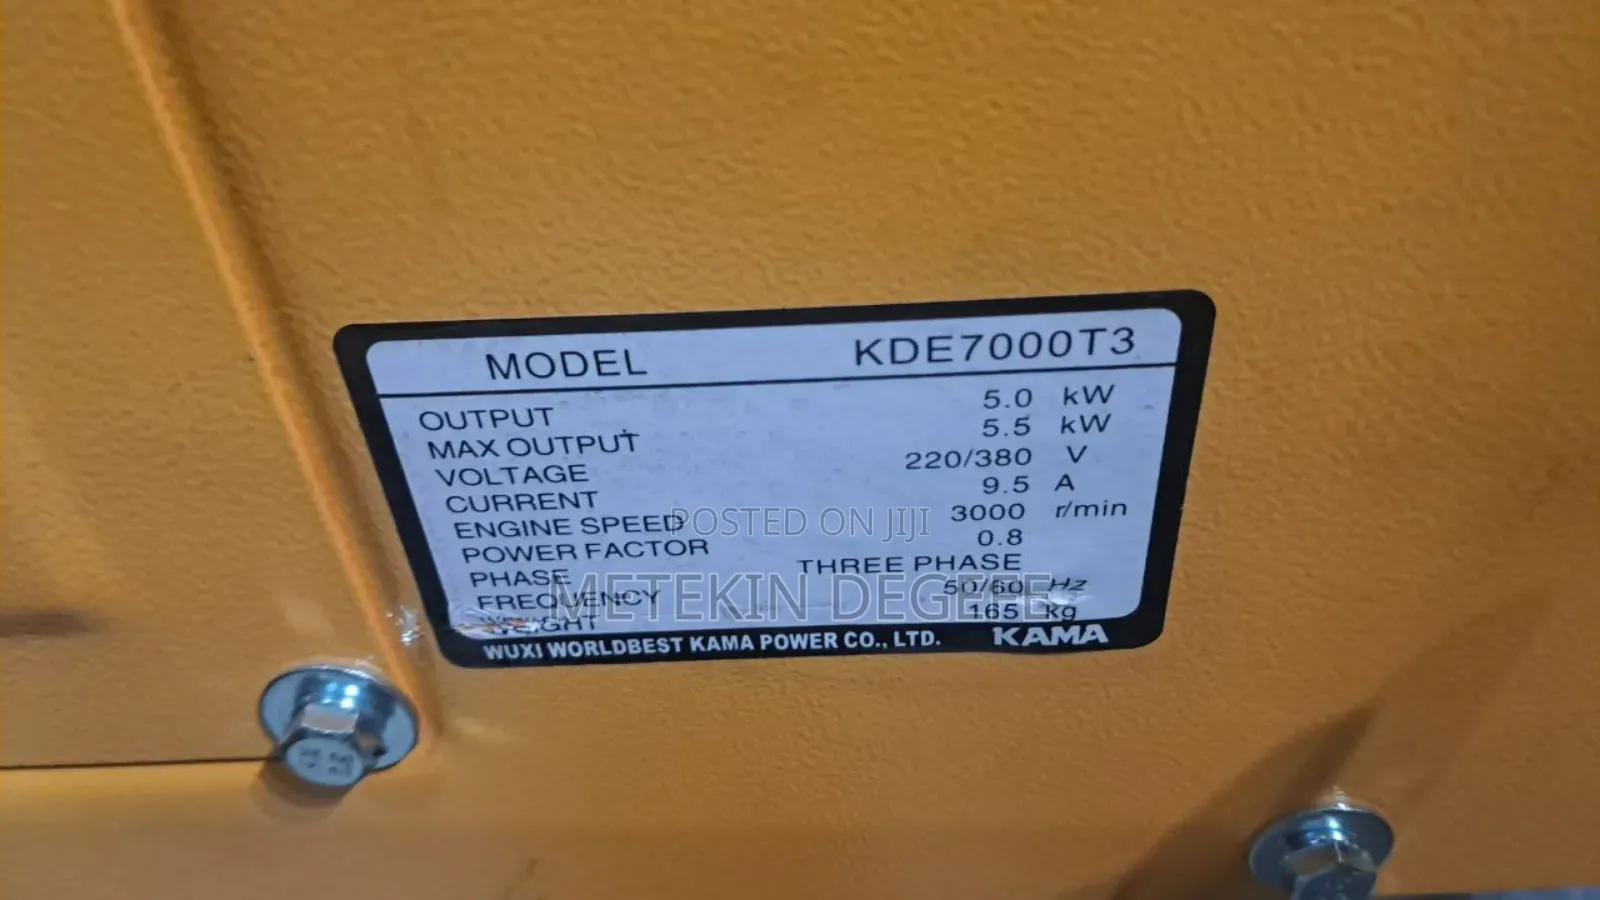 MODEL KDE7000T3
OUTPUT 5.0 kW
MAX OUTPUT 5.5 kW
VOLTAGE 220/380 V
CURRENT 9.5 A
ENGINE SPEED 3000 r/min
POWER FACTOR 0.8
PHASE THREE PHASE
FREQUENCY 50/60 Hz
WEIGHT 165 kg
WUXI WORLDBEST KAMA POWER CO., LTD. KAMA
POSTED ON JIJI
METEKIN DEGEFE